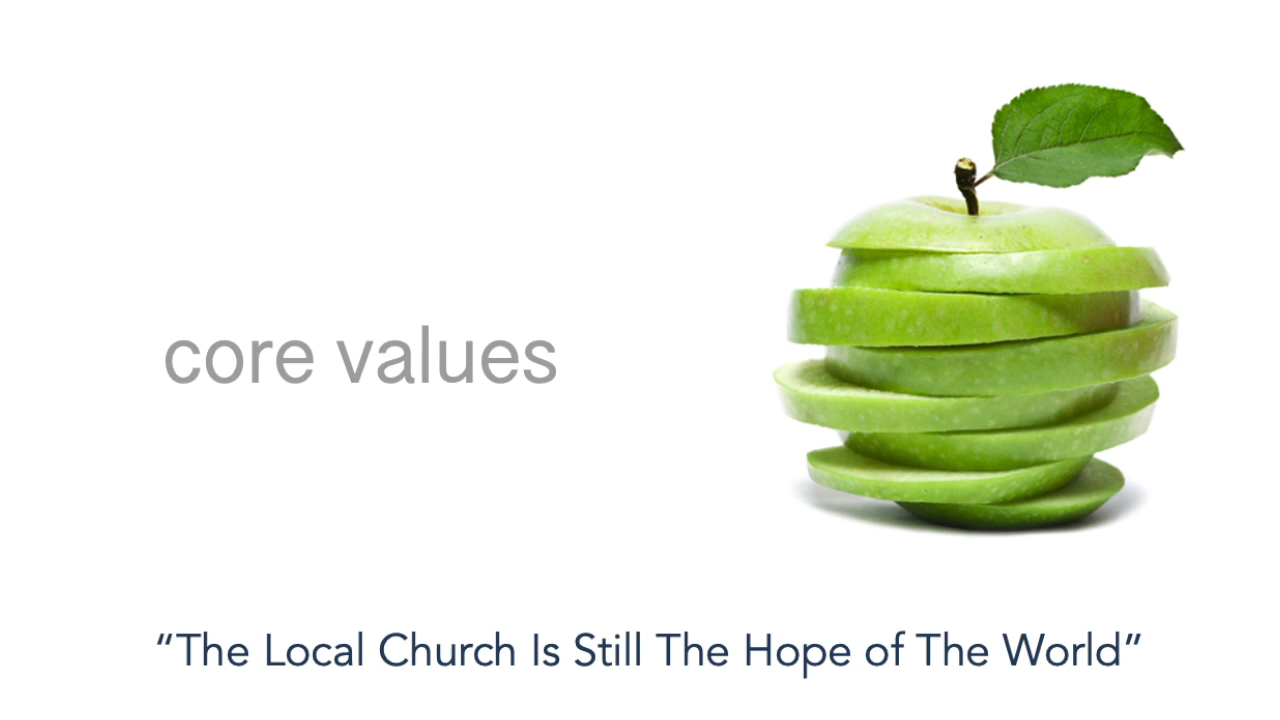 core values
“The Local Church Is Still The Hope of The World”